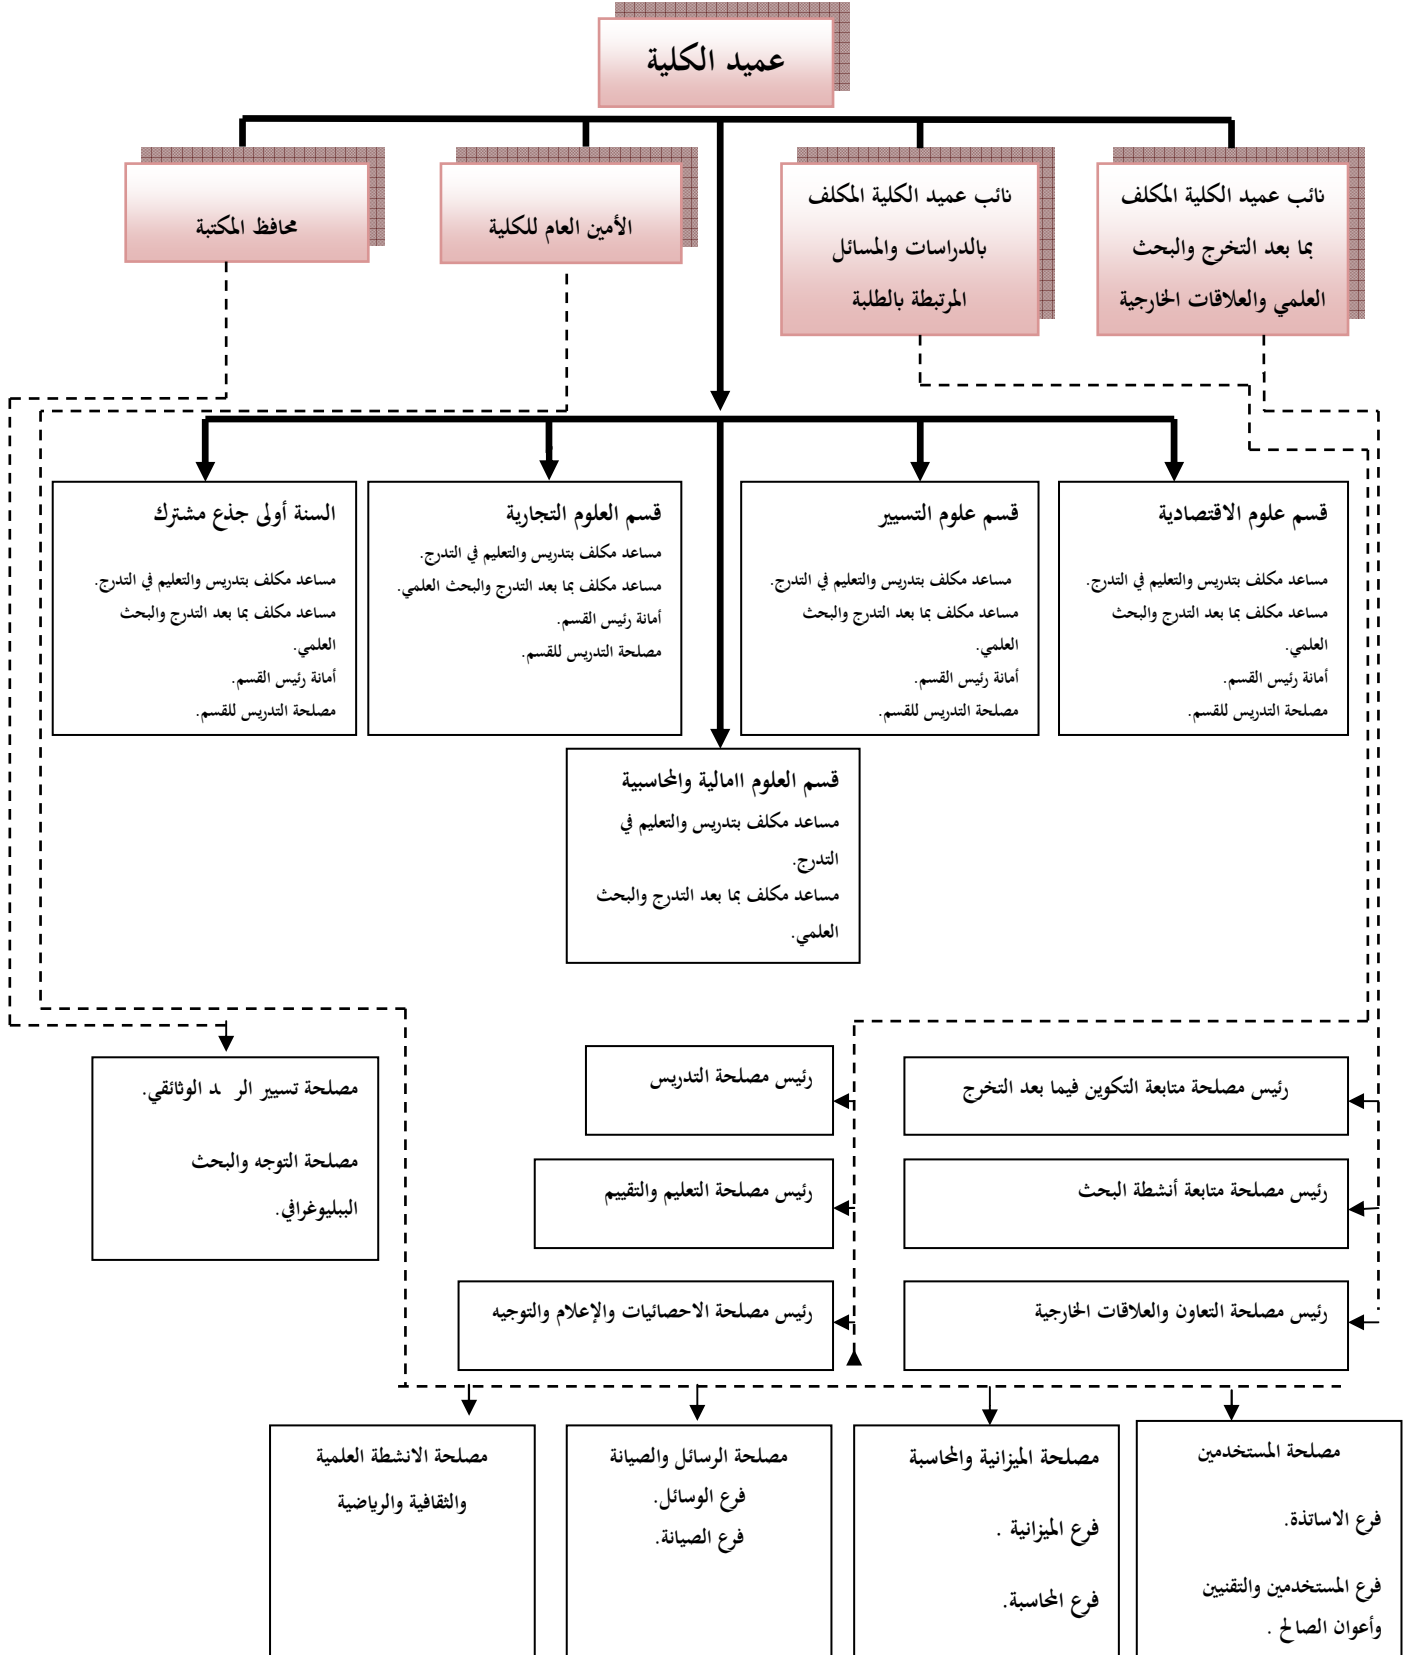 عميد الكلية
نائب عميد الكلية المكلف
بما بعد التخرج والبحث
العلمي والعلاقات الخارجية
نائب عميد الكلية المكلف
بالدراسات والمسائل
المرتبطة بالطلبة
الأمين العام للكلية
محافظ المكتبة
قسم علوم الاقتصادية
مساعد مكلف بتدريس والتعليم في التدرج.
مساعد مكلف بما بعد التدرج والبحث
العلمي.
أمانة رئيس القسم.
مصلحة التدريس للقسم.
قسم علوم التسيير
مساعد مكلف بتدريس والتعليم في التدرج.
مساعد مكلف بما بعد التدرج والبحث
العلمي.
أمانة رئيس القسم.
مصلحة التدريس للقسم.
قسم العلوم التجارية
مساعد مكلف بتدريس والتعليم في التدرج.
مساعد مكلف بما بعد التدرج والبحث العلمي.
أمانة رئيس القسم.
مصلحة التدريس للقسم.
السنة أولى جذع مشترك
مساعد مكلف بتدريس والتعليم في التدرج.
مساعد مكلف بما بعد التدرج والبحث
العلمي.
أمانة رئيس القسم.
مصلحة التدريس للقسم.
قسم العلوم اامالية والمحاسبية
مساعد مكلف بتدريس والتعليم في
التدرج.
مساعد مكلف بما بعد التدرج والبحث
العلمي.
رئيس مصلحة متابعة التكوين فيما بعد التخرج
رئيس مصلحة التدريس
مصلحة تسيير الوثائقي.
مصلحة التوجه والبحث
الببليوغرافي.
رئيس مصلحة متابعة أنشطة البحث
رئيس مصلحة التعليم والتقييم
رئيس مصلحة التعاون والعلاقات الخارجية
رئيس مصلحة الاحصائيات والإعلام والتوجيه
مصلحة المستخدمين
فرع الاساتذة.
فرع المستخدمين والتقنيين
وأعوان الصالح .
مصلحة الميزانية والمحاسبة
فرع الميزانية .
فرع المحاسبة.
مصلحة الرسائل والصيانة
فرع الوسائل.
فرع الصيانة.
مصلحة الانشطة العلمية
والثقافية والرياضية